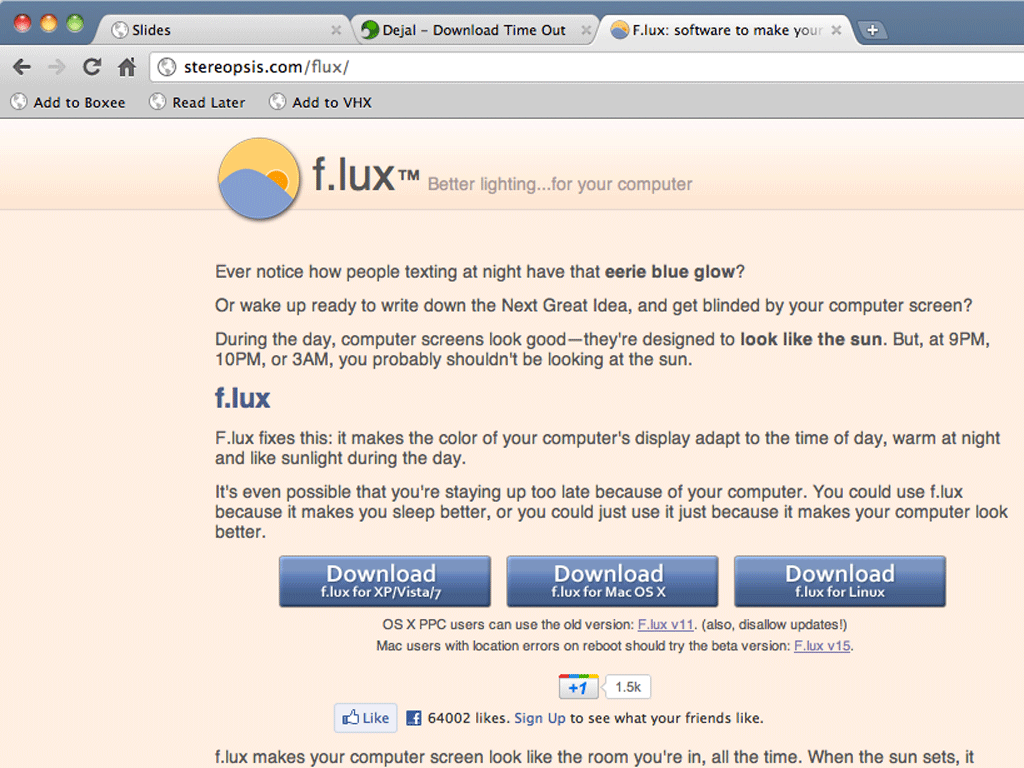 Slides
Dejal – Download Time Out
F.lux: software to make your
stereopsis.com/flux/
Add to Boxee
Read Later
Add to VHX
f.lux™ Better lighting...for your computer
Ever notice how people texting at night have that eerie blue glow?
Or wake up ready to write down the Next Great Idea, and get blinded by your computer screen?
During the day, computer screens look good—they're designed to look like the sun. But, at 9PM,
10PM, or 3AM, you probably shouldn't be looking at the sun.
f.lux
F.lux fixes this: it makes the color of your computer's display adapt to the time of day, warm at night
and like sunlight during the day.
It's even possible that you're staying up too late because of your computer. You could use f.lux
because it makes you sleep better, or you could just use it just because it makes your computer look
better.
Download
f.lux for XP/Vista/7
Download
f.lux for Mac OS X
Download
f.lux for Linux
OS X PPC users can use the old version: F.lux v11. (also, disallow updates!)
Mac users with location errors on reboot should try the beta version: F.lux v15.
+1
1.5k
Like
64002 likes. Sign Up to see what your friends like.
f.lux makes your computer screen look like the room you're in, all the time. When the sun sets, it